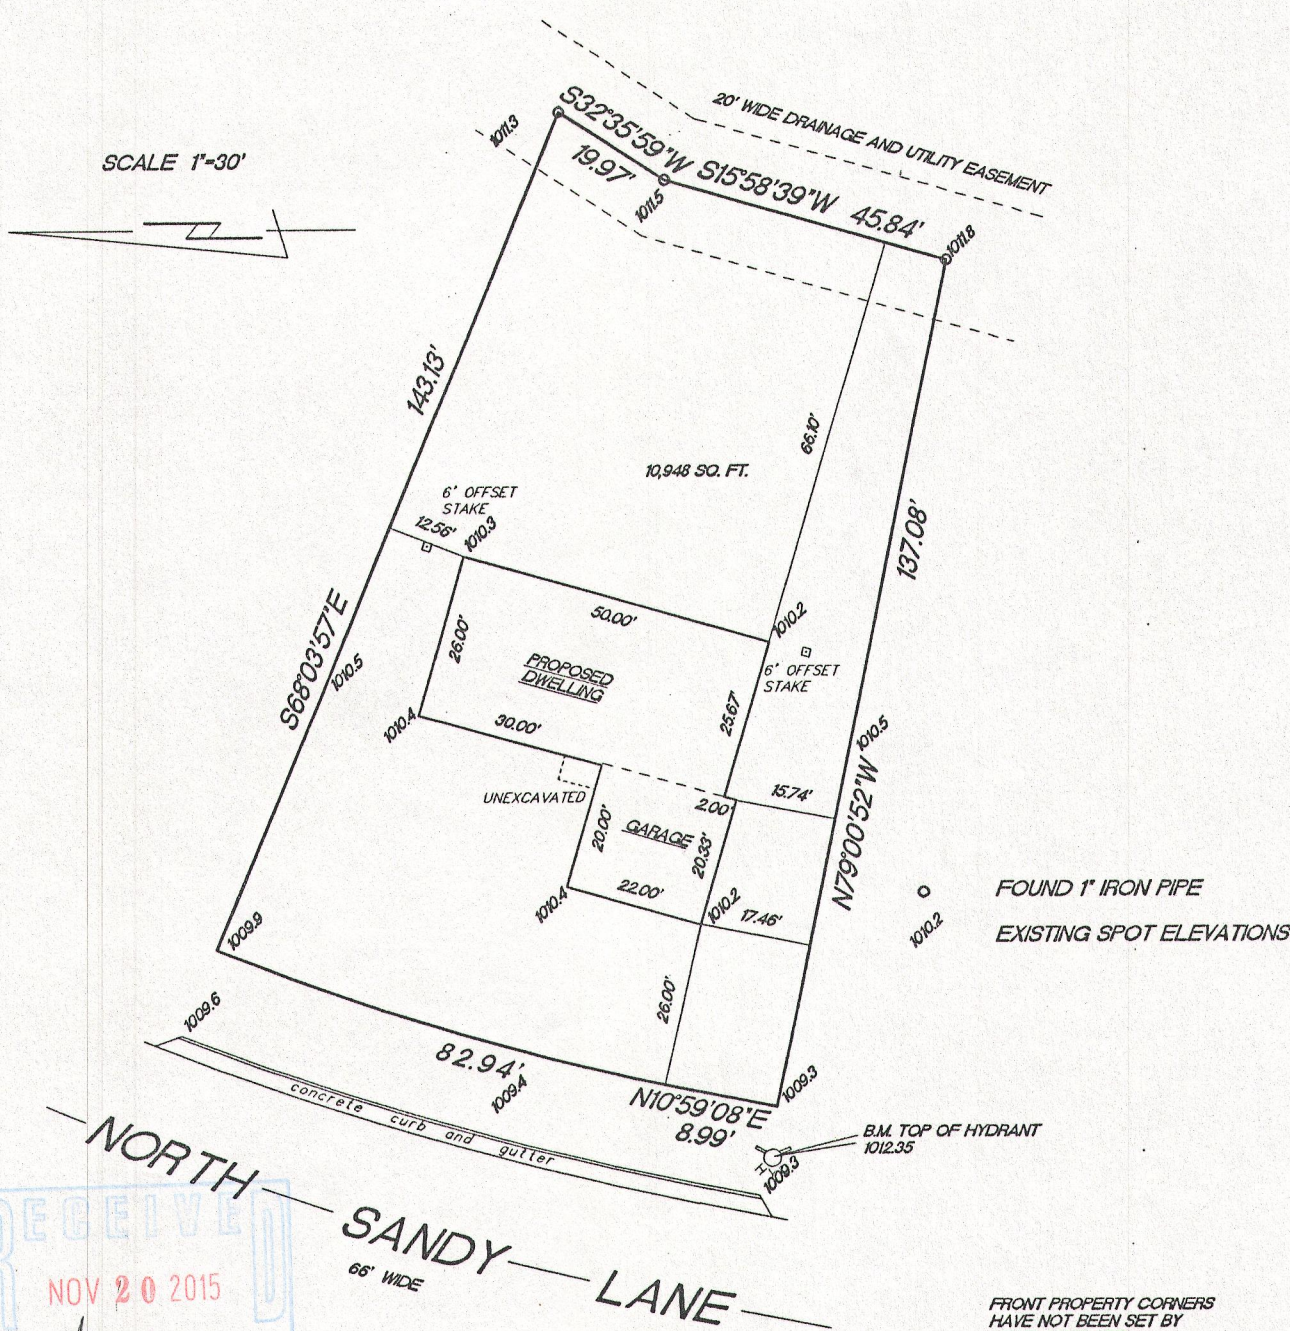 20' WIDE DRAINAGE AND UTILITY EASEMENT
SCALE 1"=30'
1011.3
S32°35'59"W
19.97'
1011.5
S15°58'39"W 45.84'
1011.8
143.13'
66.10'
10,948 SQ. FT.
137.08'
6' OFFSET
STAKE
12.56'
1010.3
50.00'
1010.2
6' OFFSET
STAKE
26.00'
PROPOSED
DWELLING
25.67'
S68°03'57"E
1010.5
1010.4
30.00'
1010.5
N79°00'52"W
UNEXCAVATED
2.00'
15.74'
20.00'
GARAGE
20.33'
22.00'
1010.4
1010.2
17.46'
FOUND 1" IRON PIPE
1010.2
EXISTING SPOT ELEVATIONS
1009.9
26.00'
1009.6
82.94'
1009.4
N10°59'08"E
8.99'
1009.3
concrete curb and gutter
B.M. TOP OF HYDRANT
1012.35
H
1009.3
NORTH SANDY LANE
66' WIDE
RECEIVED
NOV 20 2015
FRONT PROPERTY CORNERS
HAVE NOT BEEN SET BY